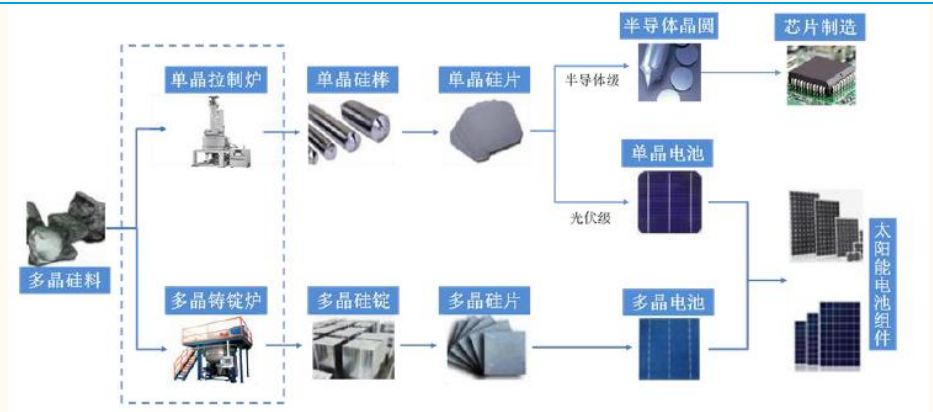 半导体晶圆
芯片制造
单晶拉制炉
单晶硅棒
单晶硅片
半导体级
单晶电池
光伏级
多晶硅料
太阳能电池组件
多晶铸锭炉
多晶硅锭
多晶硅片
多晶电池